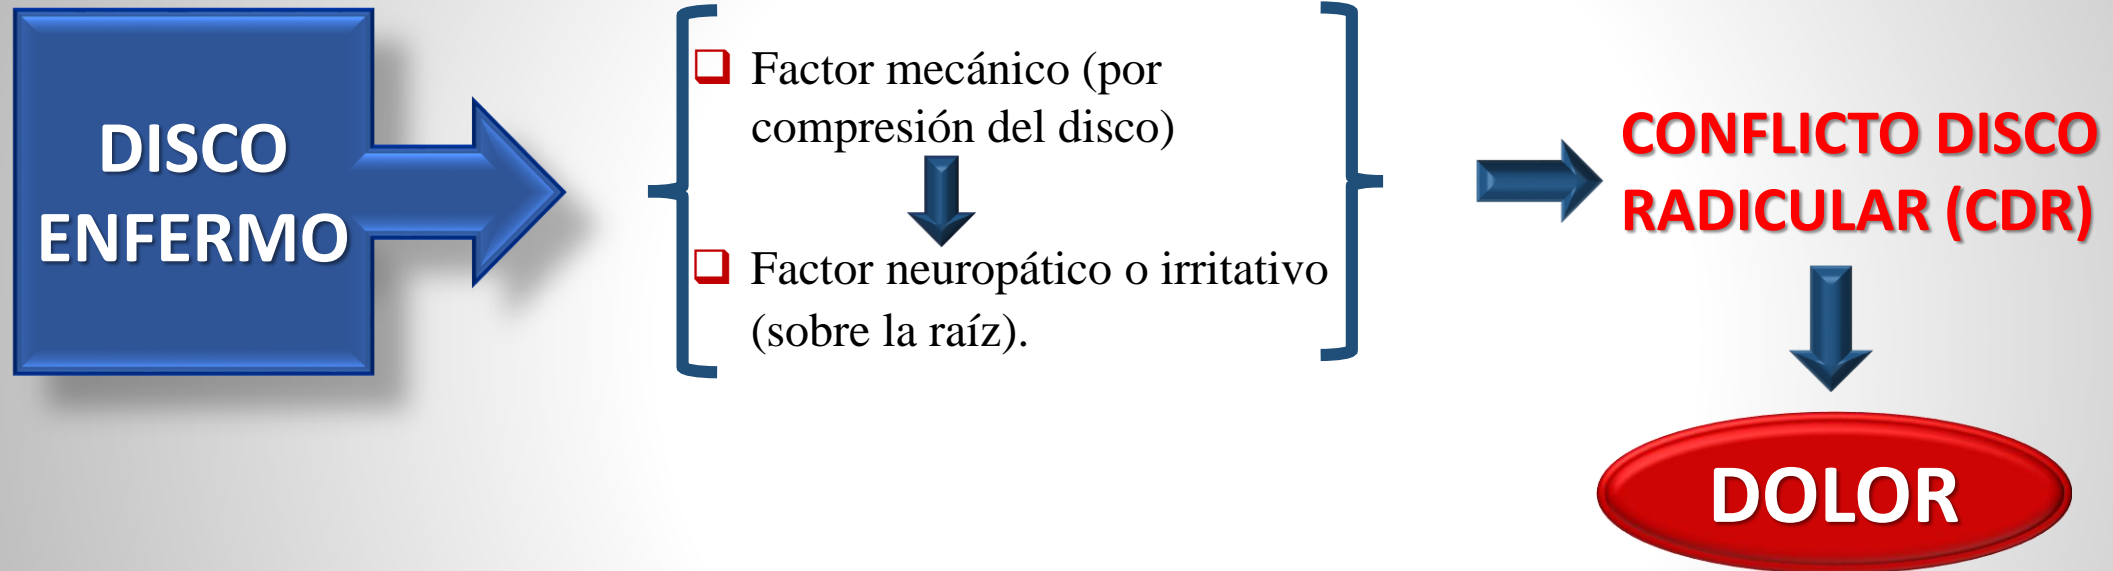 DISCO
ENFERMO
Factor mecánico (por
compresión del disco)
Factor neuropático o irritativo
(sobre la raíz).
CONFLICTO DISCO
RADICULAR (CDR)
DOLOR